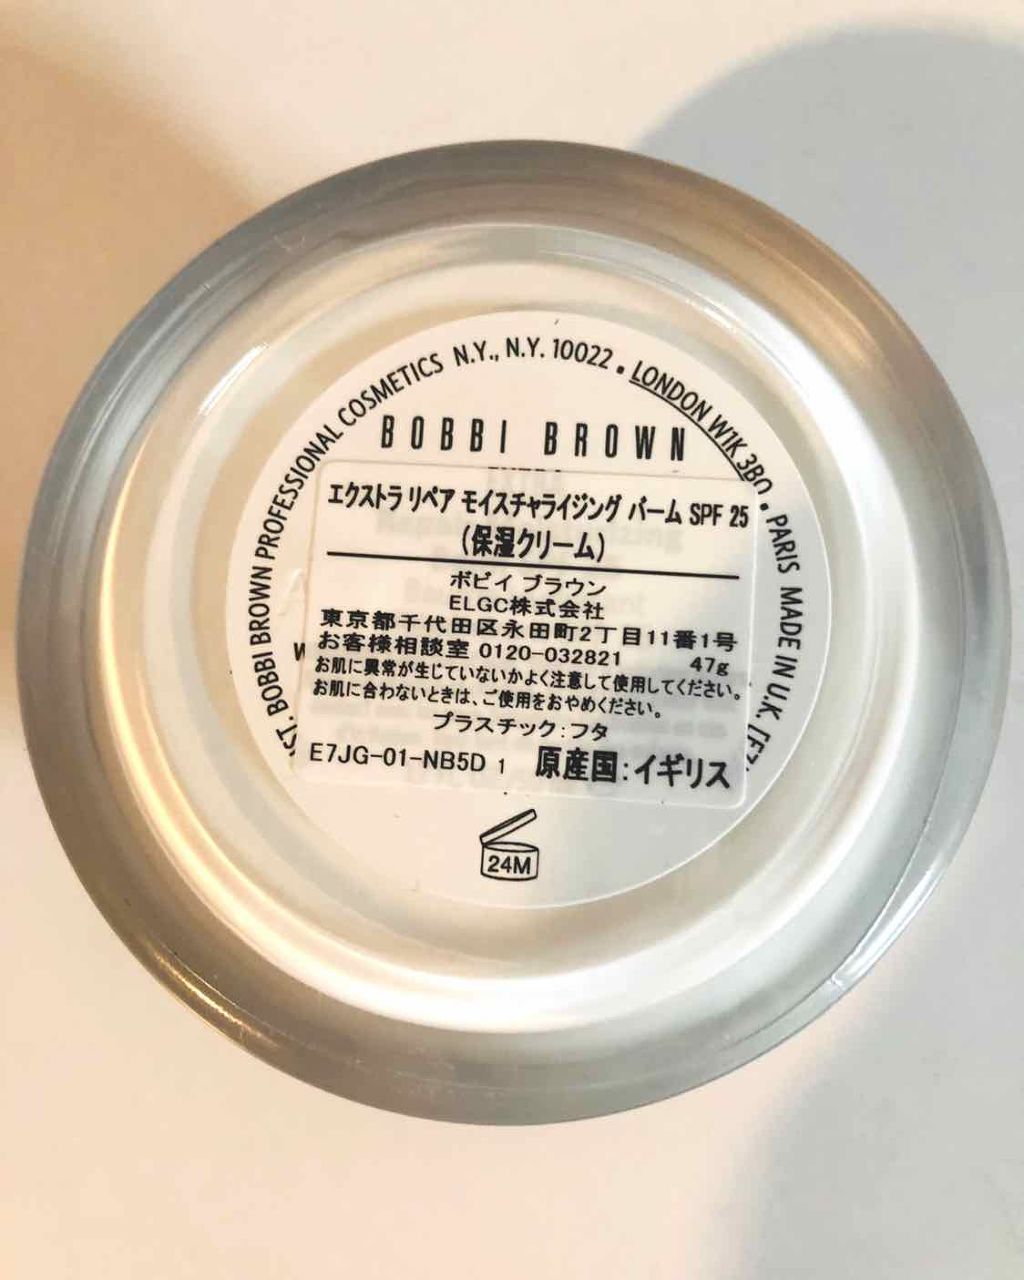 ST. BOBBI BROWN PROFESSIONAL COSMETICS N.Y., N.Y. 10022 • LONDON W1K 3BQ • PARIS MADE IN U.K.
BOBBI BROWN
エクストラ リペア モイスチャライジング バーム SPF 25
(保湿クリーム)
ボビイ ブラウン
ELGC株式会社
東京都千代田区永田町2丁目11番1号
お客様相談室 0120-032821 47g
お肌に異常が生じていないかよく注意して使用してください。
お肌に合わないときは、ご使用をおやめください。
プラスチック:フタ
E7JG-01-NB5D 1 原産国:イギリス
24M